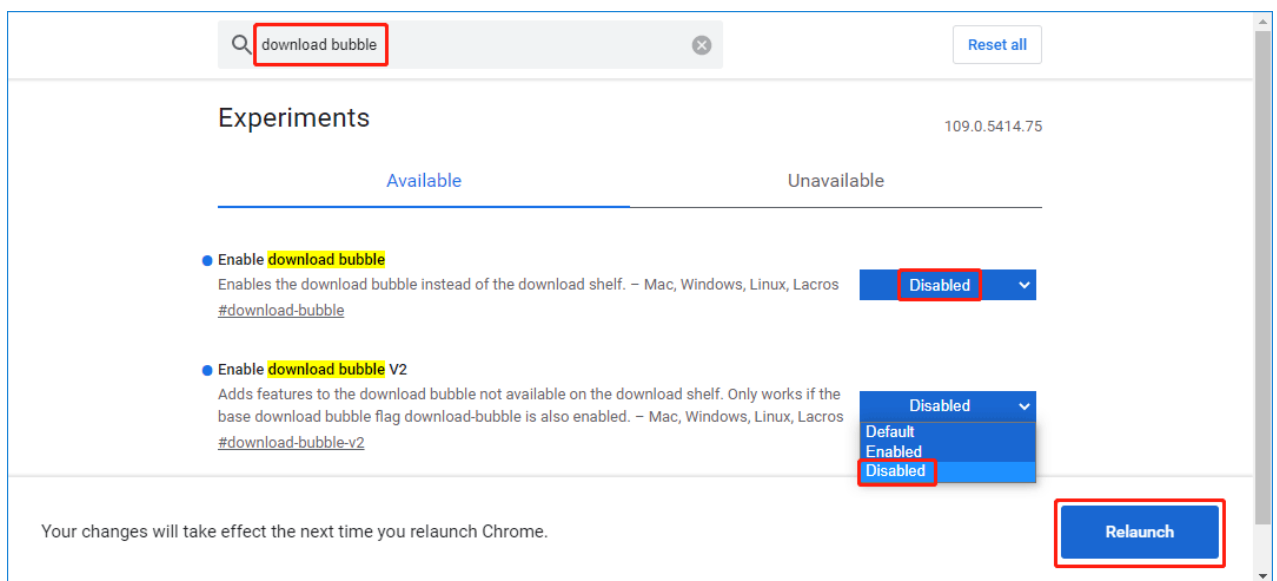 download bubble
Reset all
Experiments
109.0.5414.75
Available
Unavailable
Enable download bubble
Enables the download bubble instead of the download shelf. – Mac, Windows, Linux, Lacros
#download-bubble
Disabled
Enable download bubble V2
Adds features to the download bubble not available on the download shelf. Only works if the
base download bubble flag download-bubble is also enabled. – Mac, Windows, Linux, Lacros
#download-bubble-v2
Disabled
Default
Enabled
Disabled
Your changes will take effect the next time you relaunch Chrome.
Relaunch